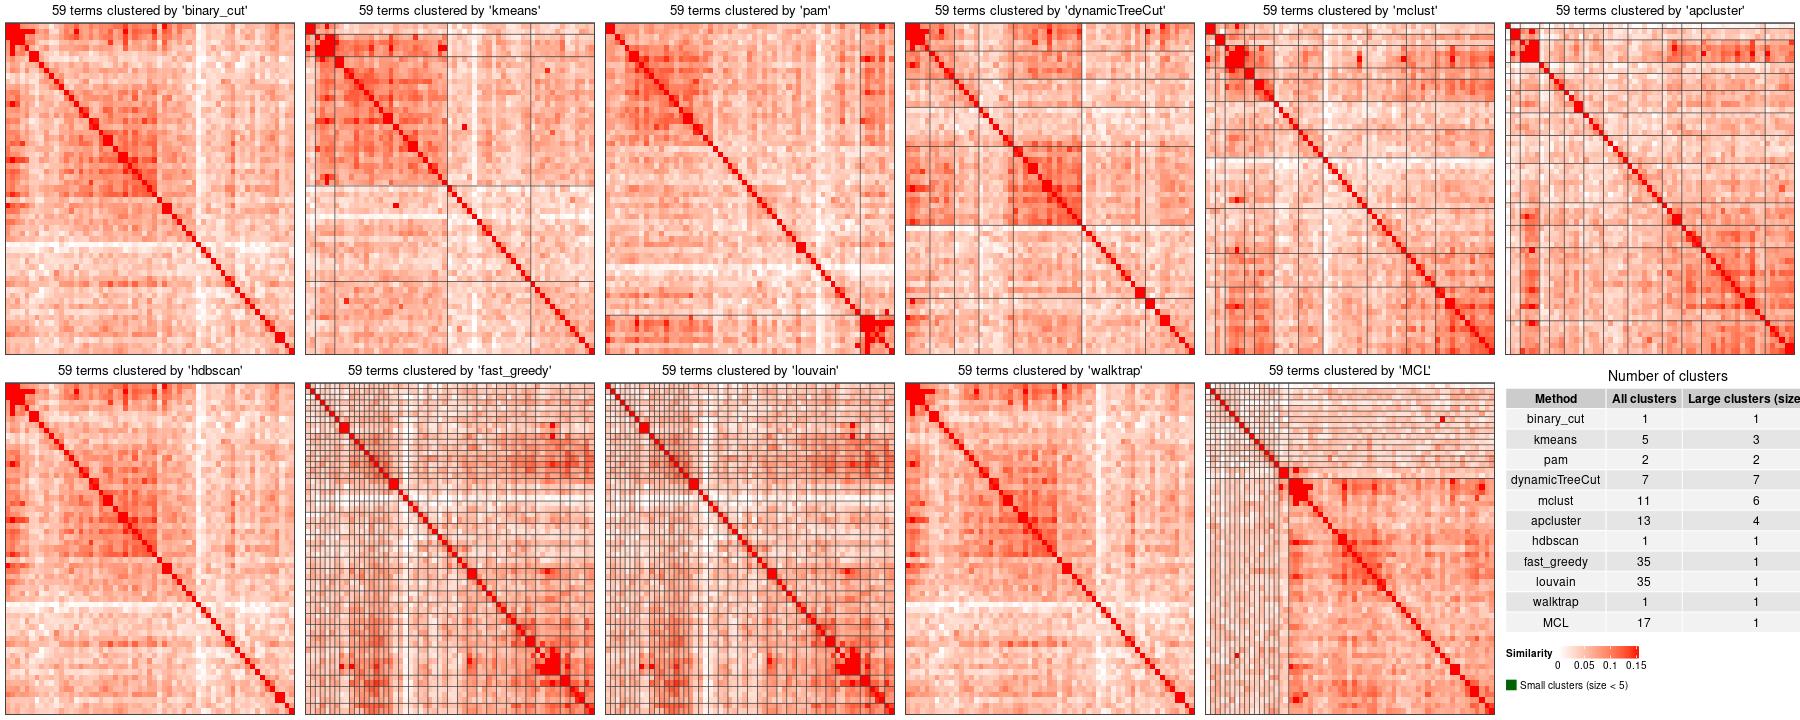 59 terms clustered by 'binary_cut'
59 terms clustered by 'kmeans'
59 terms clustered by 'pam'
59 terms clustered by 'dynamicTreeCut'
59 terms clustered by 'mclust'
59 terms clustered by 'apcluster'
59 terms clustered by 'hdbscan'
59 terms clustered by 'fast_greedy'
59 terms clustered by 'louvain'
59 terms clustered by 'walktrap'
59 terms clustered by 'MCL'
Number of clusters
Method All clusters Large clusters (size
binary_cut 1 1
kmeans 5 3
pam 2 2
dynamicTreeCut 7 7
mclust 11 6
apcluster 13 4
hdbscan 1 1
fast_greedy 35 1
louvain 35 1
walktrap 1 1
MCL 17 1
Similarity
0 0.05 0.1 0.15
Small clusters (size < 5)